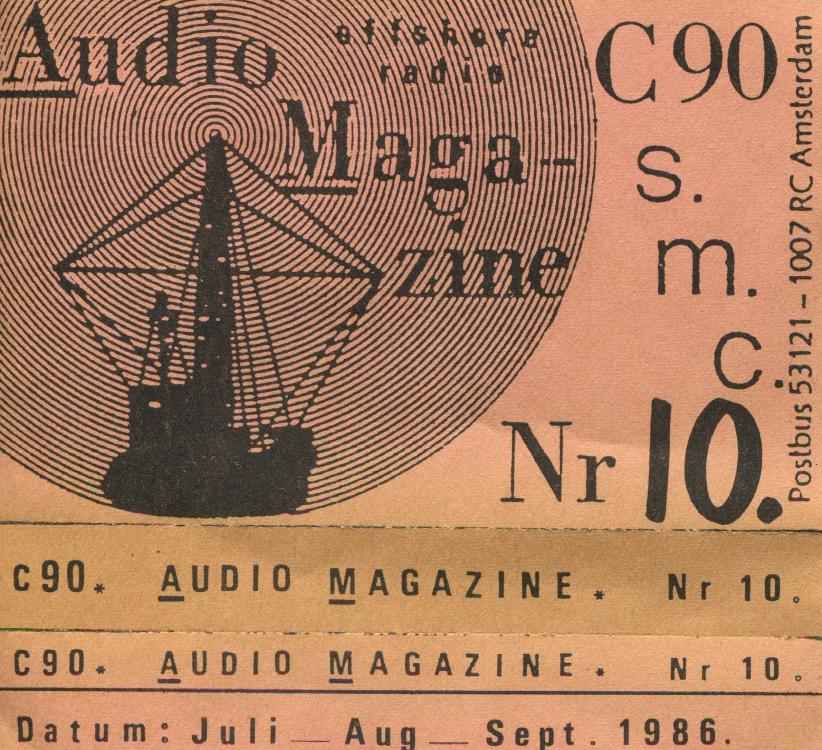 Audio
offshore
radio
Maga-
zine
C90
s.
m.
c.
Nr 10.
Postbus 53121 – 1007 RC Amsterdam
C90. AUDIO MAGAZINE. Nr 10.
C90. AUDIO MAGAZINE. Nr 10.
Datum: Juli — Aug — Sept. 1986.